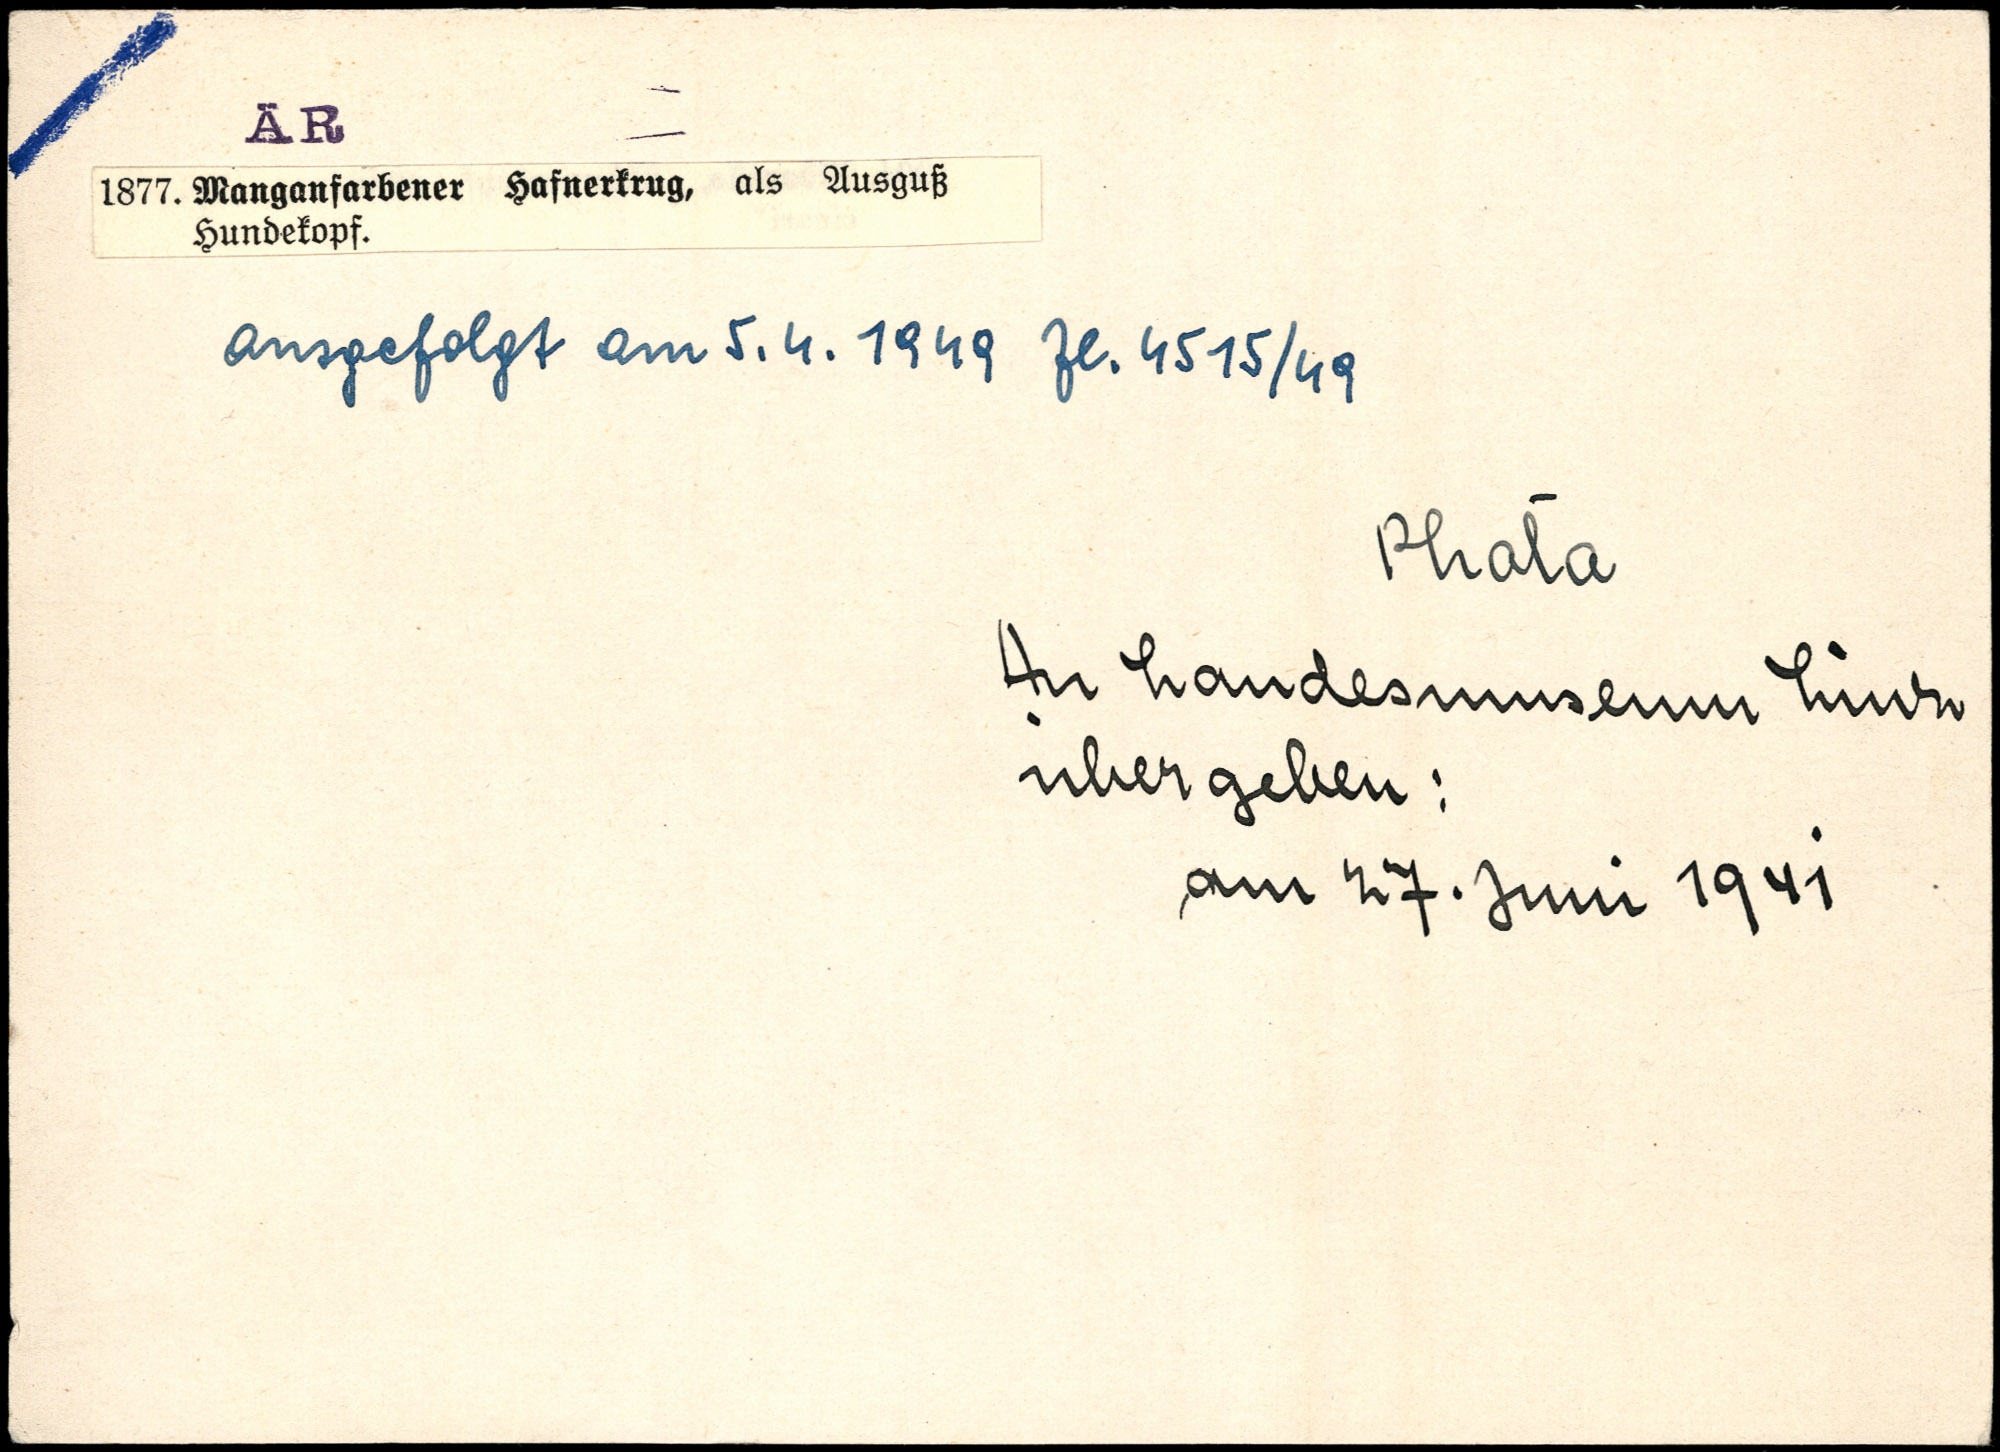 ÄR
1877. Manganfarbener Hafnerkrug, als Ausguß
Hundekopf.
ausgefolgt am 5.4. 1949 Zl. 4515/49
Photo
An Landesmuseum Linz
übergeben:
am 27. Juni 1941